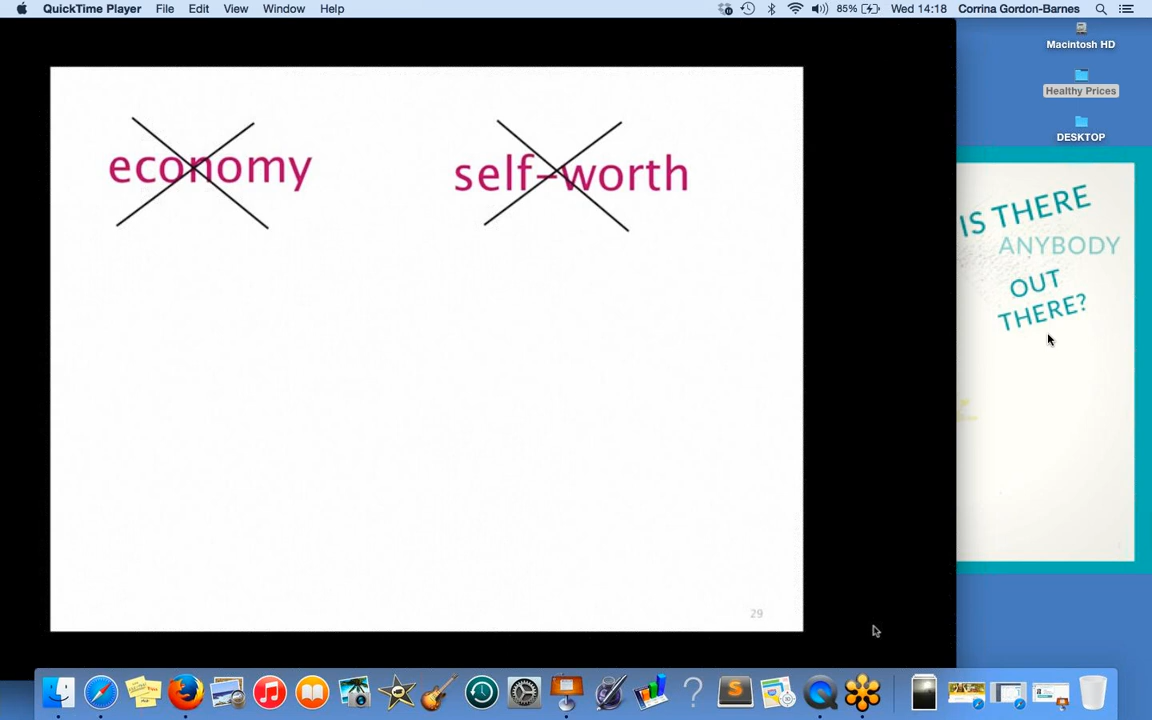 QuickTime Player File Edit View Window Help 85% Wed 14:18 Corrina Gordon-Barnes
Macintosh HD
Healthy Prices
DESKTOP
economy self-worth
IS THERE
ANYBODY
OUT
THERE?
29